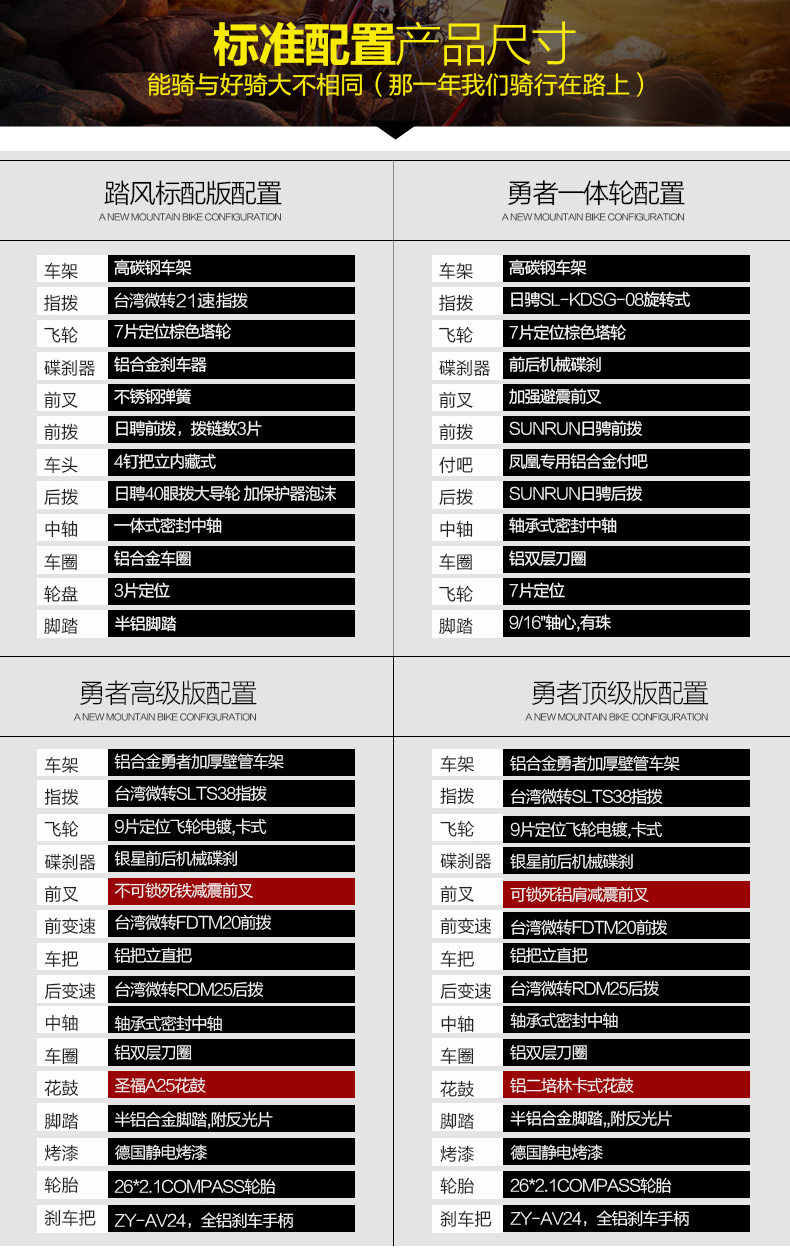 标准配置产品尺寸
能骑与好骑大不相同（那一年我们骑行在路上）
踏风标配版配置
A NEW MOUNTAIN BIKE CONFIGURATION
车架 高碳钢车架
指拨 台湾微转21速指拨
飞轮 7片定位棕色塔轮
碟刹器 铝合金刹车器
前叉 不锈钢弹簧
前拨 日聘前拨，拨链数3片
车头 4钉把立内藏式
后拨 日聘40眼拨大导轮 加保护器泡沫
中轴 一体式密封中轴
车圈 铝合金车圈
轮盘 3片定位
脚踏 半铝脚踏
勇者一体轮配置
A NEW MOUNTAIN BIKE CONFIGURATION
车架 高碳钢车架
指拨 日骋SL-KDSG-08旋转式
飞轮 7片定位棕色塔轮
碟刹器 前后机械碟刹
前叉 加强避震前叉
前拨 SUNRUN日骋前拨
付吧 凤凰专用铝合金付吧
后拨 SUNRUN日骋后拨
中轴 轴承式密封中轴
车圈 铝双层刀圈
飞轮 7片定位
脚踏 9/16"轴心,有珠
勇者高级版配置
A NEW MOUNTAIN BIKE CONFIGURATION
车架 铝合金勇者加厚壁管车架
指拨 台湾微转SLTS38指拨
飞轮 9片定位飞轮电镀,卡式
碟刹器 银星前后机械碟刹
前叉 不可锁死铁减震前叉
前变速 台湾微转FDTM20前拨
车把 铝把立直把
后变速 台湾微转RDM25后拨
中轴 轴承式密封中轴
车圈 铝双层刀圈
花鼓 圣福A25花鼓
脚踏 半铝合金脚踏,附反光片
烤漆 德国静电烤漆
轮胎 26*2.1COMPASS轮胎
刹车把 ZY-AV24，全铝刹车手柄
勇者顶级版配置
A NEW MOUNTAIN BIKE CONFIGURATION
车架 铝合金勇者加厚壁管车架
指拨 台湾微转SLTS38指拨
飞轮 9片定位飞轮电镀,卡式
碟刹器 银星前后机械碟刹
前叉 可锁死铝肩减震前叉
前变速 台湾微转FDTM20前拨
车把 铝把立直把
后变速 台湾微转RDM25后拨
中轴 轴承式密封中轴
车圈 铝双层刀圈
花鼓 铝二培林卡式花鼓
脚踏 半铝合金脚踏,,附反光片
烤漆 德国静电烤漆
轮胎 26*2.1COMPASS轮胎
刹车把 ZY-AV24，全铝刹车手柄